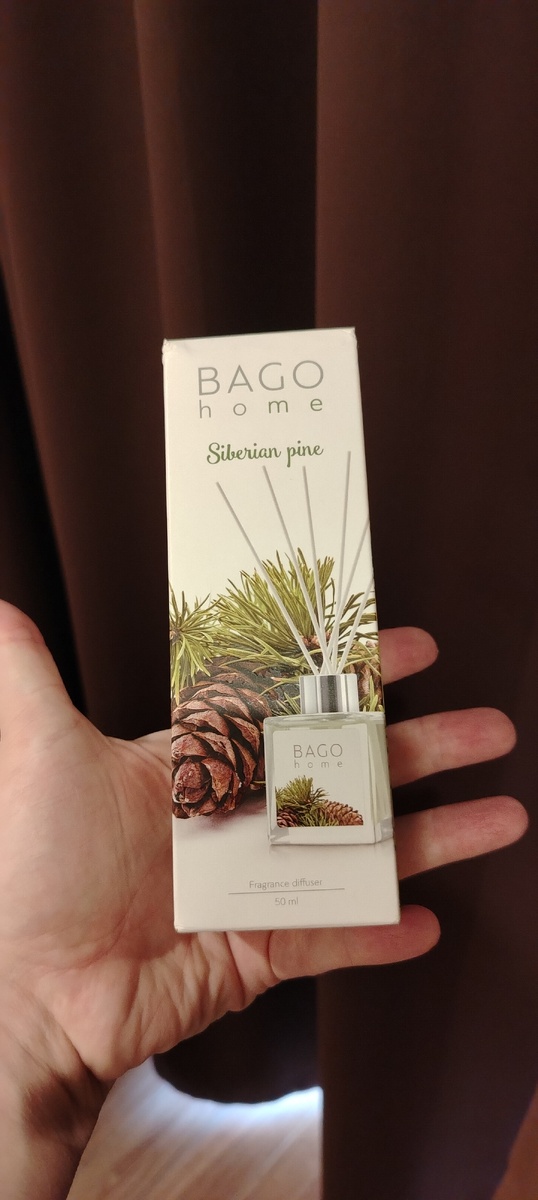 BAGO
home
Siberian pine
BAGO
home
Fragrance diffuser
50 ml